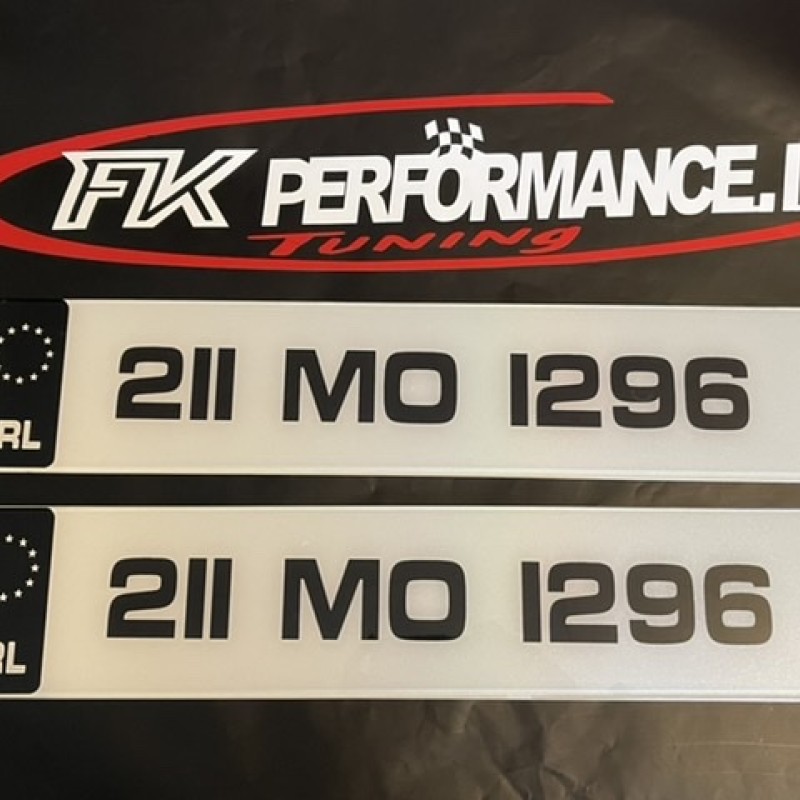 FK PERFORMANCE.
TUNING
211 MO 1296
RL
211 MO 1296
RL